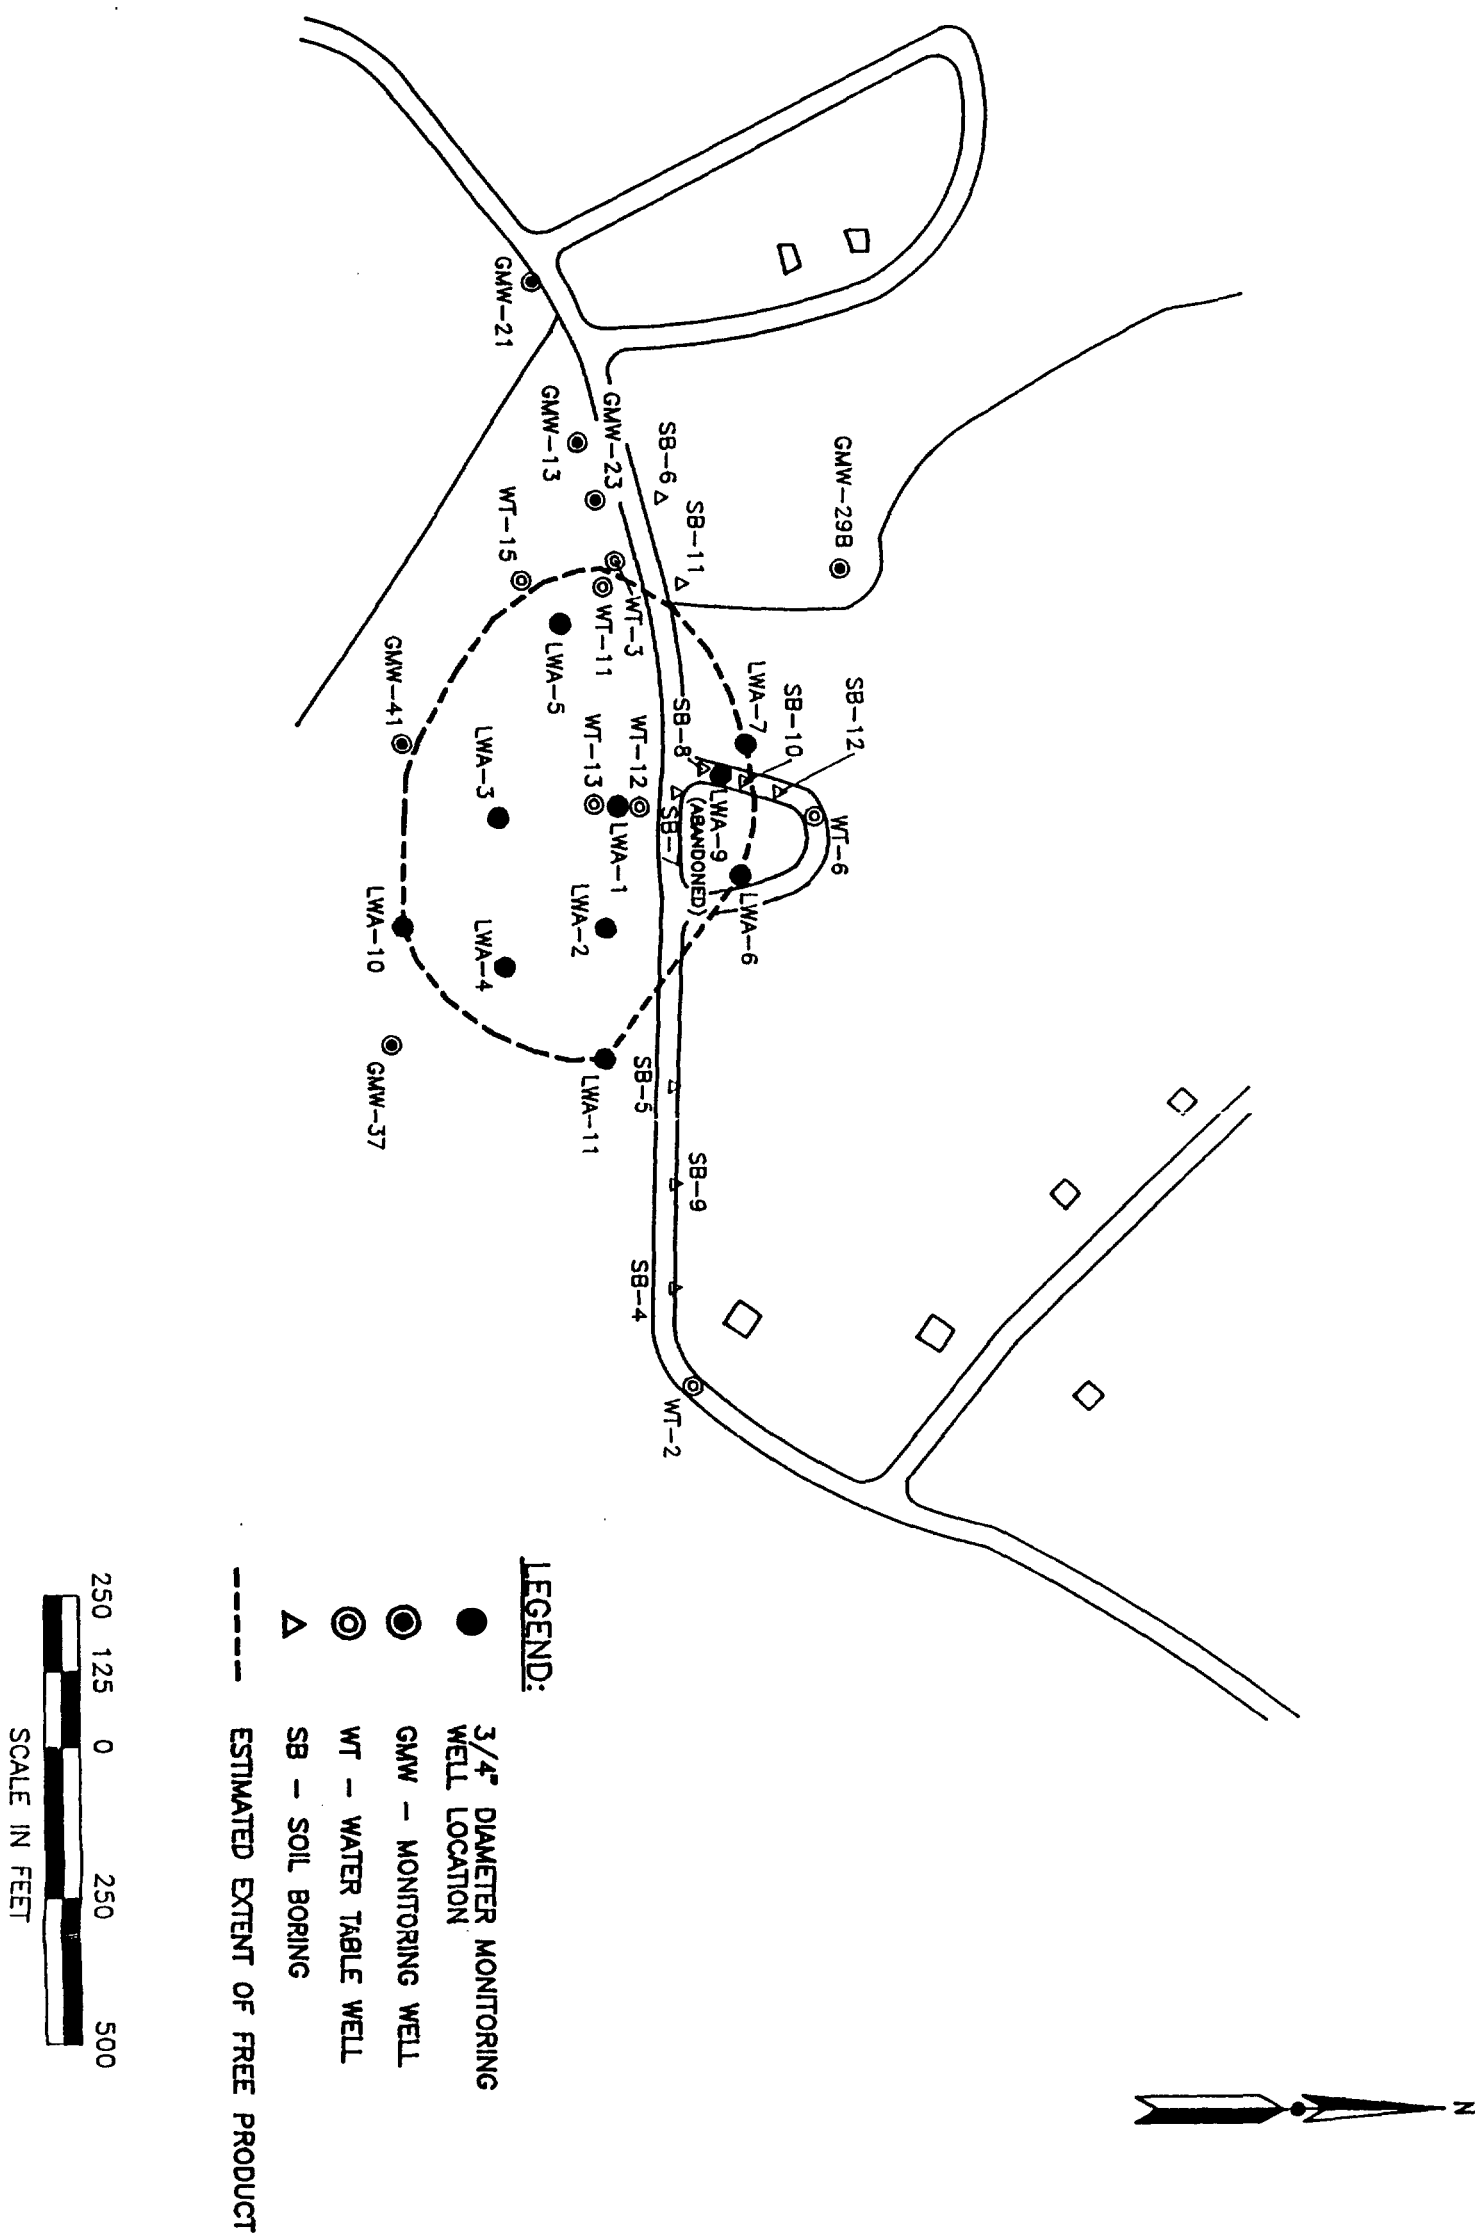 N
GMW-29B
SB-12
SB-10
LWA-7
WT-6
LWA-6
SB-11
SB-6
SB-8
LWA-9
(ABANDONED)
SB-7
SB-9
WT-2
GMW-23
WT-3
WT-12
SB-5
SB-4
GMW-13
WT-11
WT-13
LWA-1
LWA-2
LWA-11
GMW-21
WT-15
LWA-5
LWA-3
LWA-4
GMW-41
LWA-10
GMW-37
LEGEND:
3/4" DIAMETER MONITORING
WELL LOCATION
GMW - MONITORING WELL
WT - WATER TABLE WELL
SB - SOIL BORING
ESTIMATED EXTENT OF FREE PRODUCT
250 125 0 250 500
SCALE IN FEET